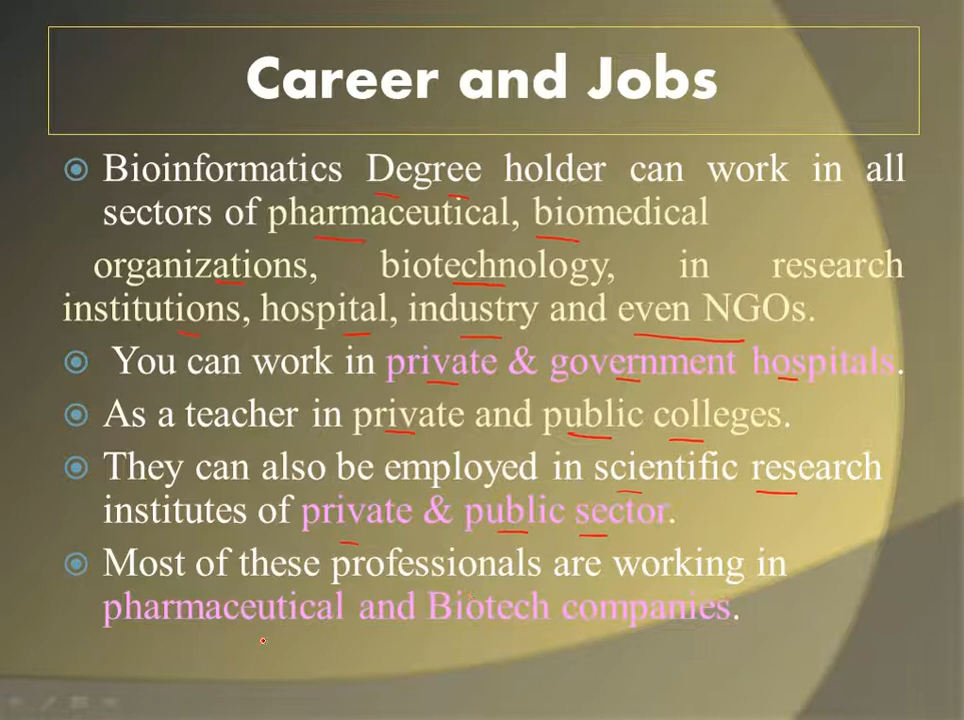 Career and Jobs
Bioinformatics Degree holder can work in all
sectors of pharmaceutical, biomedical
organizations, biotechnology, in research
institutions, hospital, industry and even NGOs.
You can work in private & government hospitals.
As a teacher in private and public colleges.
They can also be employed in scientific research
institutes of private & public sector.
Most of these professionals are working in
pharmaceutical and Biotech companies.